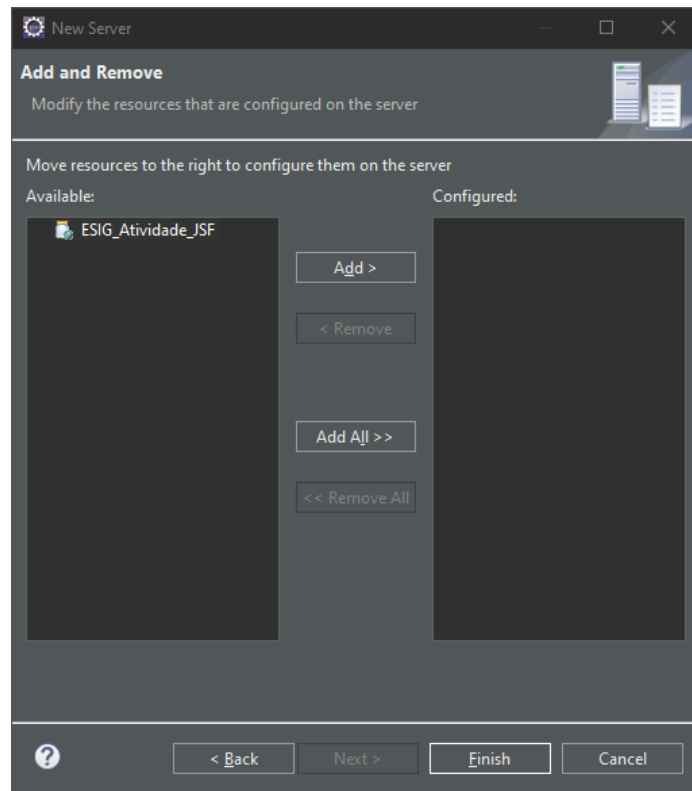 New Server
Add and Remove
Modify the resources that are configured on the server
Move resources to the right to configure them on the server
Available:
Configured:
ESIG_Atividade_JSF
Add >
< Remove
Add All >>
<< Remove All
?
< Back
Next >
Finish
Cancel